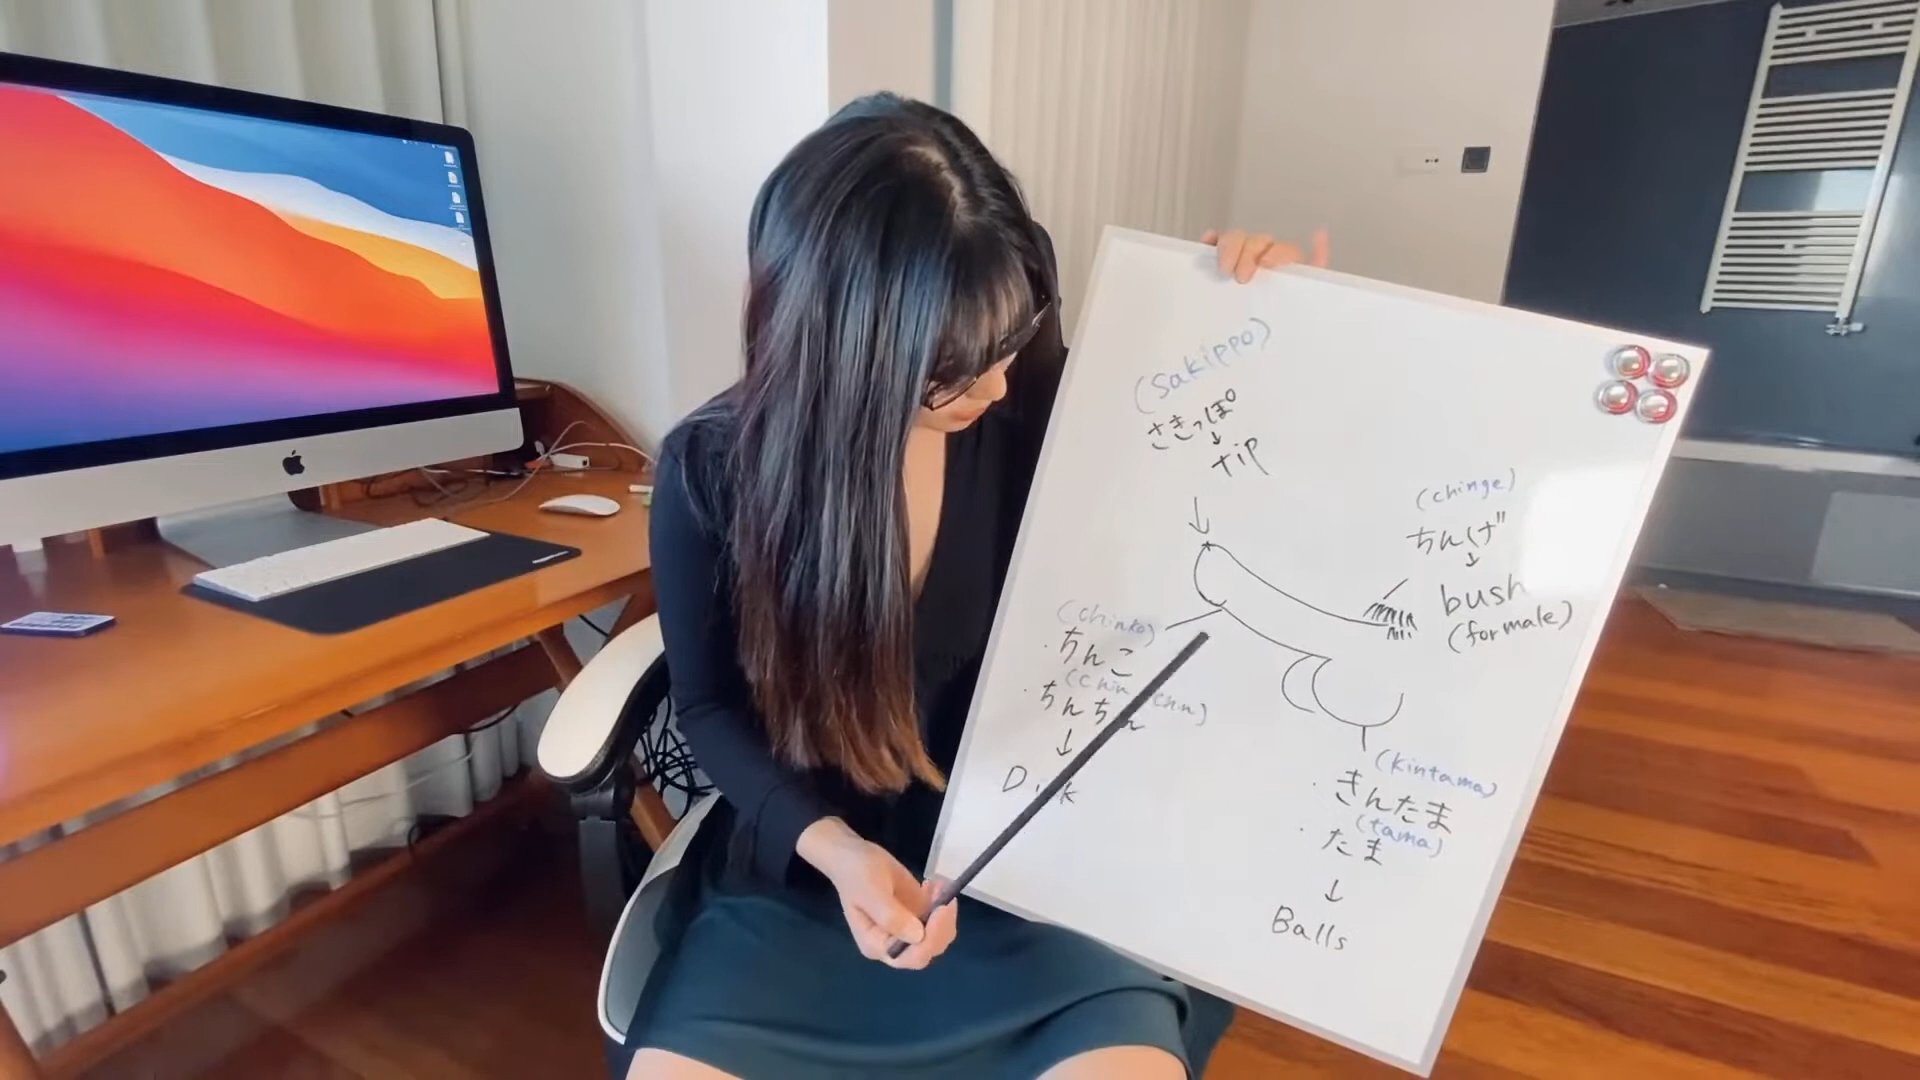 (sakippo)
さきっぽ
↓
tip
(chinge)
ちんげ
↓
bush
(for male)
(chinko)
・ちんこ
(chin chin)
・ちんちん
↓
Dick
(kintama)
・きんたま
(tama)
・たま
↓
Balls